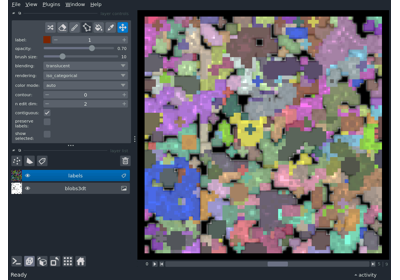 File View Plugins Window Help
label: 1
opacity: 0.70
brush size: 10
blending: translucent
rendering: iso_categorical
color mode: auto
contour: 0
n edit dim: 2
contiguous:
preserve labels:
show selected:
labels
blobs3dt
Ready
activity